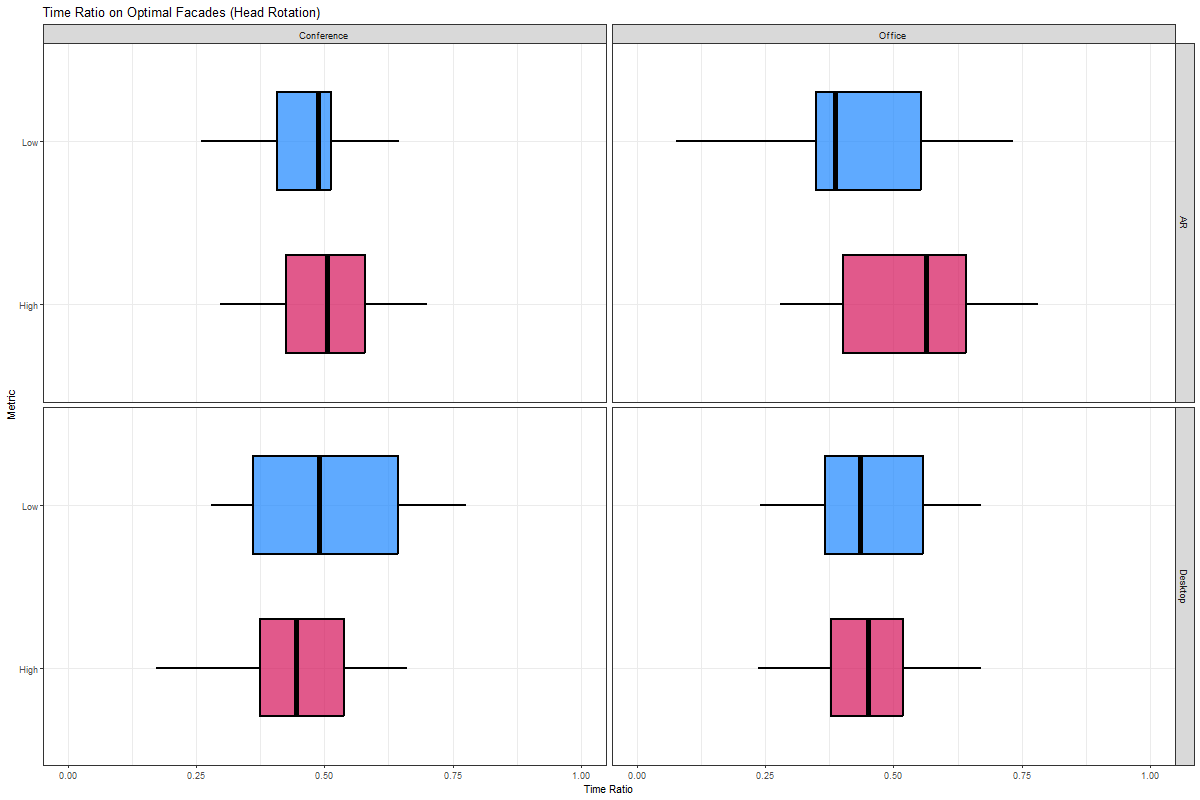 Time Ratio on Optimal Facades (Head Rotation)
Conference
Office
Low
High
AR
Metric
Low
High
Desktop
0.00 0.25 0.50 0.75 1.00
0.00 0.25 0.50 0.75 1.00
Time Ratio